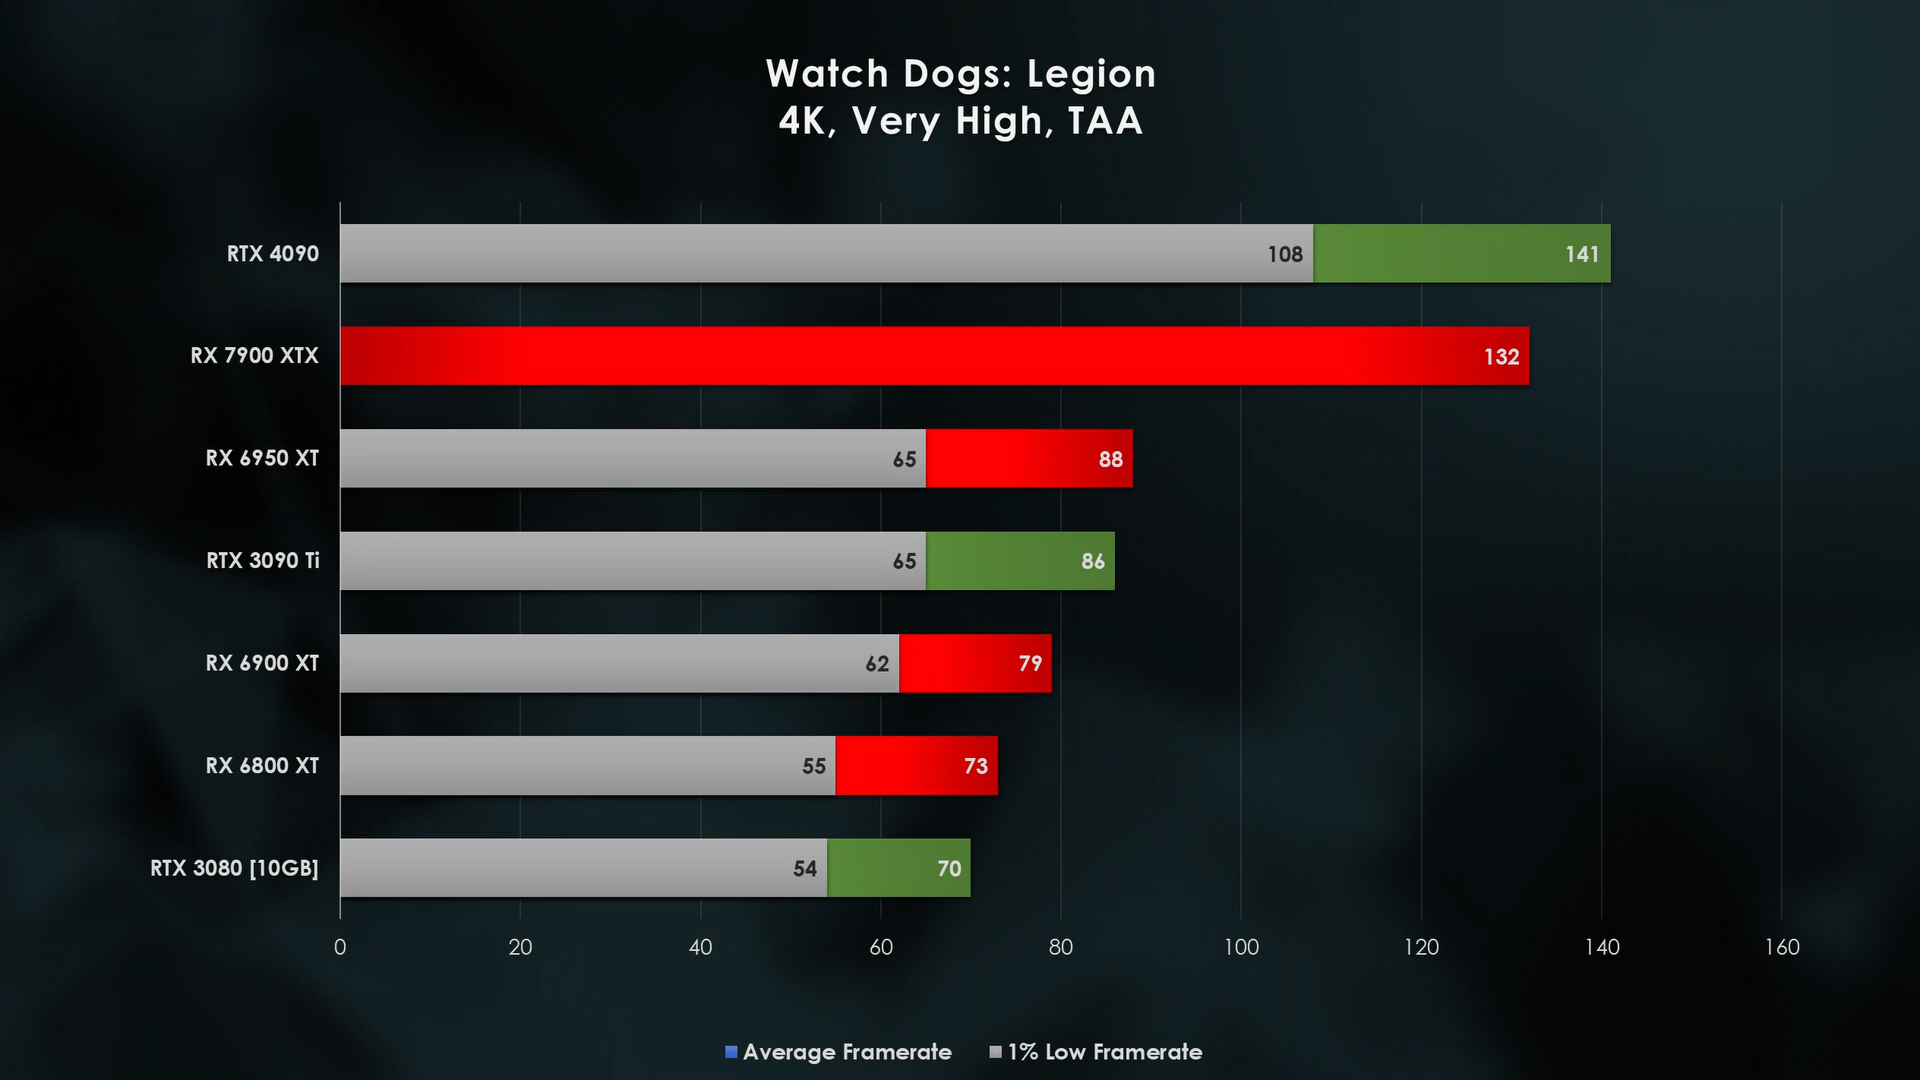 Watch Dogs: Legion
4K, Very High, TAA
RTX 4090 108 141
RX 7900 XTX 132
RX 6950 XT 65 88
RTX 3090 Ti 65 86
RX 6900 XT 62 79
RX 6800 XT 55 73
RTX 3080 [10GB] 54 70
0 20 40 60 80 100 120 140 160
Average Framerate 1% Low Framerate